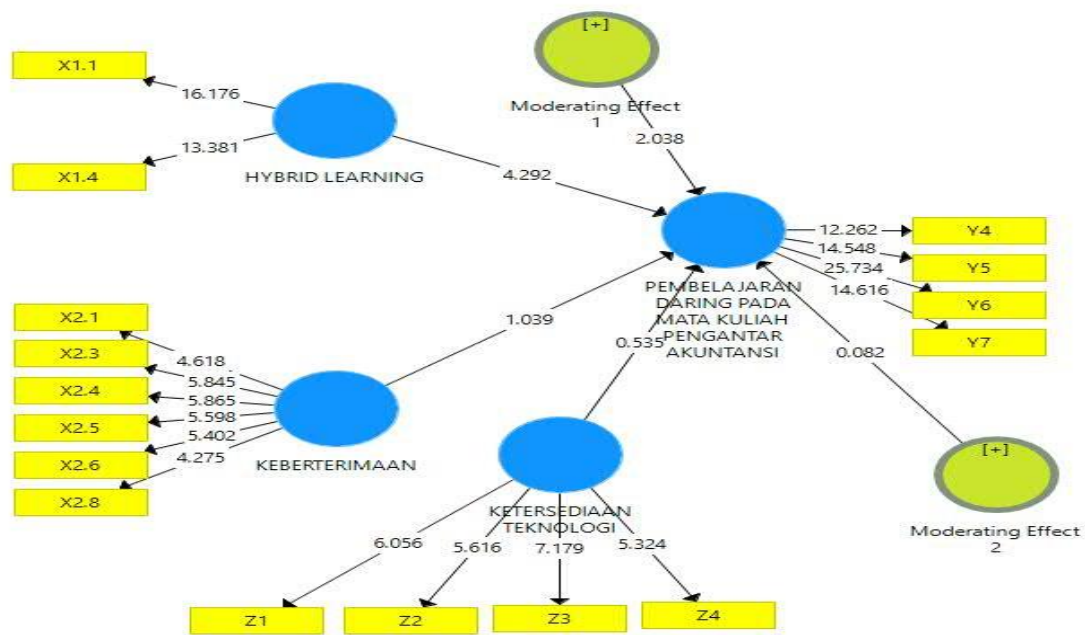 [+]
X1.1
16.176
Moderating Effect
1
2.038
13.381
X1.4
HYBRID LEARNING
4.292
12.262
Y4
14.548
Y5
25.734
Y6
14.616
Y7
PEMBELAJARAN
DARING PADA
MATA KULIAH
PENGANTAR
AKUNTANSI
X2.1
1.039
0.535
0.082
4.618
X2.3
5.845
X2.4
5.865
X2.5
5.598
X2.6
5.402
X2.8
4.275
KEBERTERIMAAN
[+]
KETERSEDIAAN
TEKNOLOGI
Moderating Effect
2
6.056
5.616
7.179
5.324
Z1
Z2
Z3
Z4